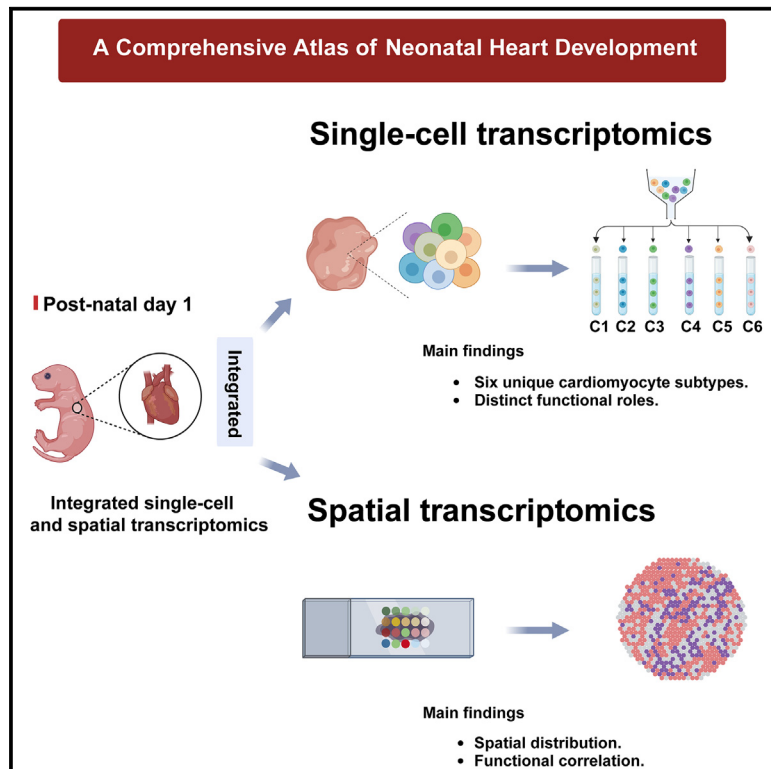 A Comprehensive Atlas of Neonatal Heart Development
Single-cell transcriptomics
C1 C2 C3 C4 C5 C6
Main findings
• Six unique cardiomyocyte subtypes.
• Distinct functional roles.
Post-natal day 1
Integrated
Integrated single-cell
and spatial transcriptomics
Spatial transcriptomics
Main findings
• Spatial distribution.
• Functional correlation.